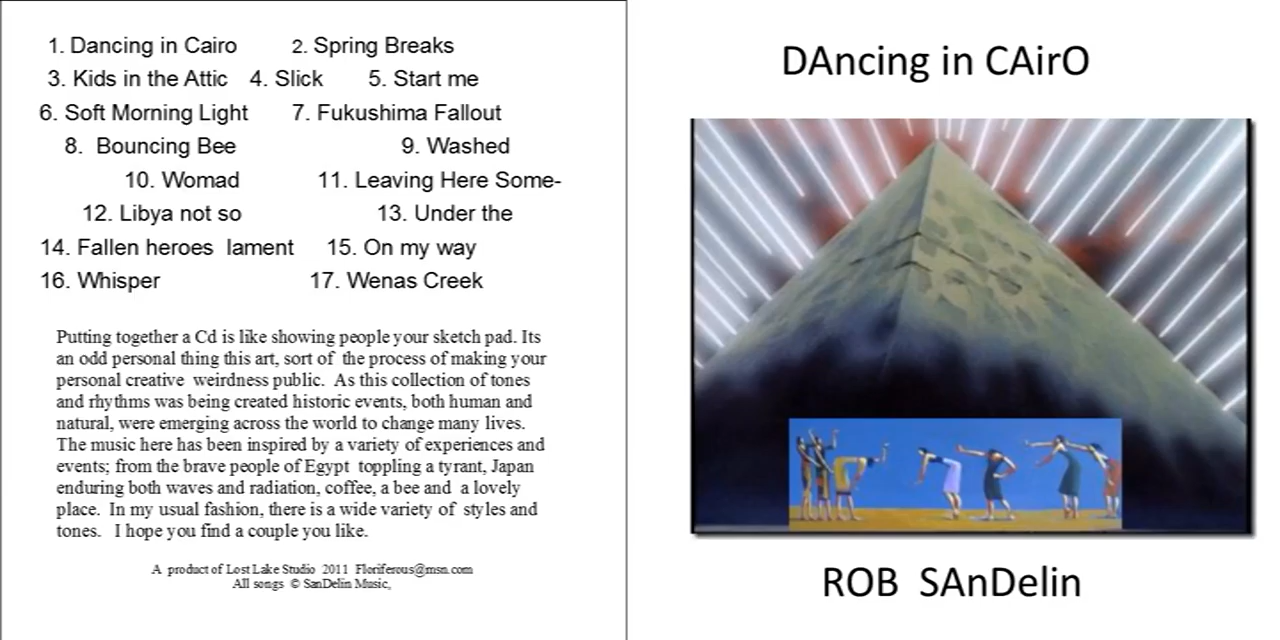 1. Dancing in Cairo 2. Spring Breaks
3. Kids in the Attic 4. Slick 5. Start me
6. Soft Morning Light 7. Fukushima Fallout
8. Bouncing Bee 9. Washed
10. Womad 11. Leaving Here Some-
12. Libya not so 13. Under the
14. Fallen heroes lament 15. On my way
16. Whisper 17. Wenas Creek
Putting together a Cd is like showing people your sketch pad. Its
an odd personal thing this art, sort of the process of making your
personal creative weirdness public. As this collection of tones
and rhythms was being created historic events, both human and
natural, were emerging across the world to change many lives.
The music here has been inspired by a variety of experiences and
events; from the brave people of Egypt toppling a tyrant, Japan
enduring both waves and radiation, coffee, a bee and a lovely
place. In my usual fashion, there is a wide variety of styles and
tones. I hope you find a couple you like.
A product of Lost Lake Studio 2011 Floriferous@msn.com
All songs © SanDelin Music,
DAncing in CAirO
ROB SAnDelin